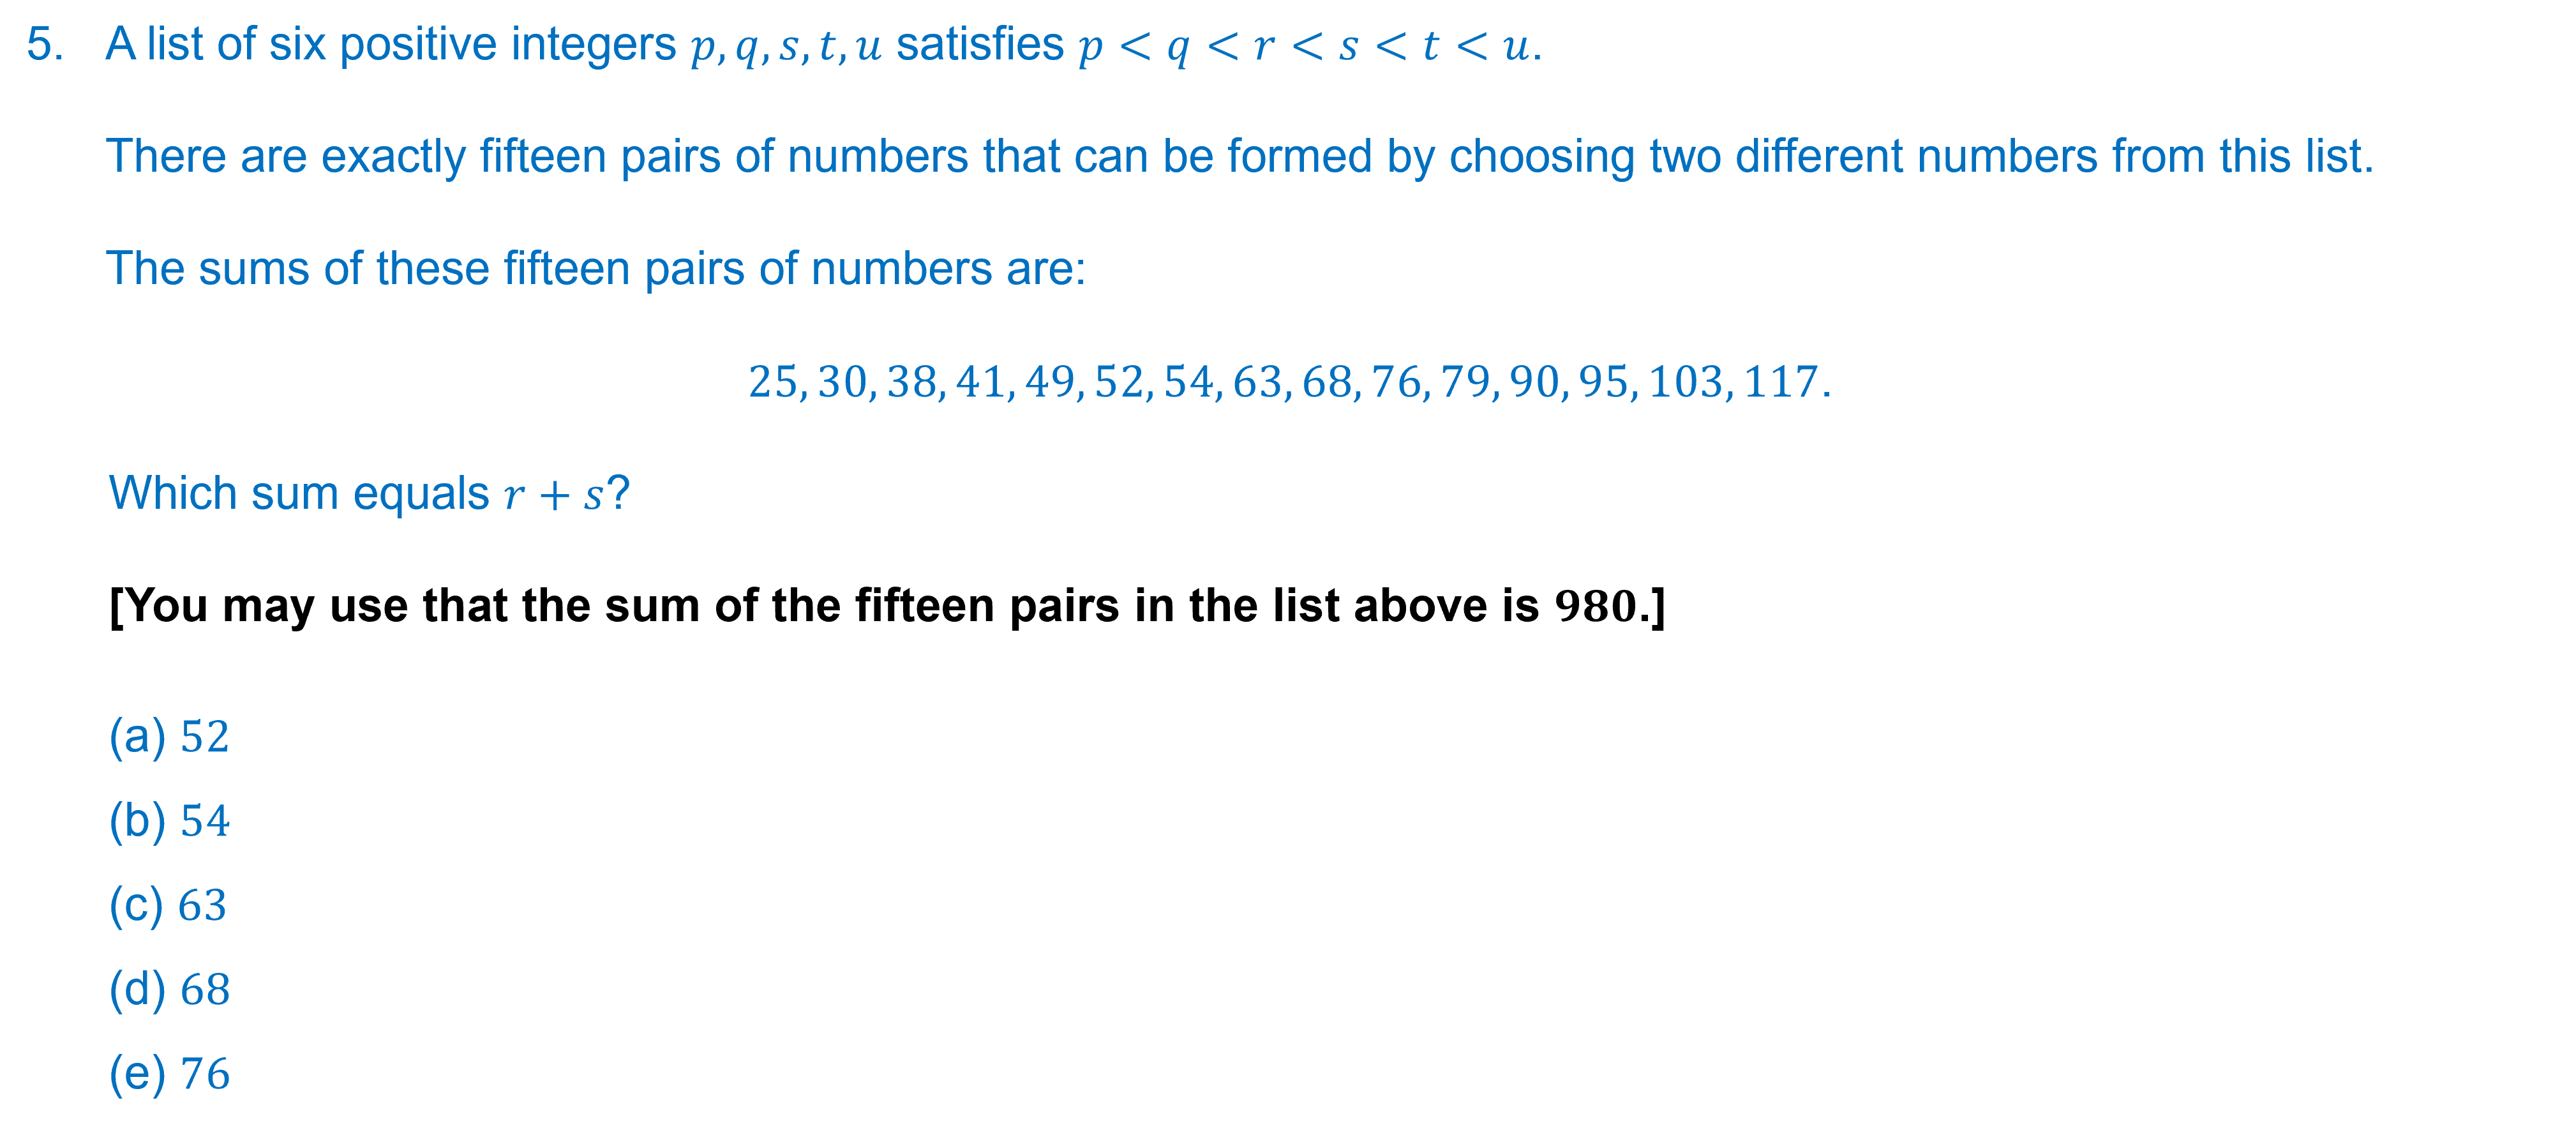 5. A list of six positive integers p, q, s, t, u satisfies p < q < r < s < t < u.
There are exactly fifteen pairs of numbers that can be formed by choosing two different numbers from this list.
The sums of these fifteen pairs of numbers are:
25, 30, 38, 41, 49, 52, 54, 63, 68, 76, 79, 90, 95, 103, 117.
Which sum equals r + s?
[You may use that the sum of the fifteen pairs in the list above is 980.]
(a) 52
(b) 54
(c) 63
(d) 68
(e) 76